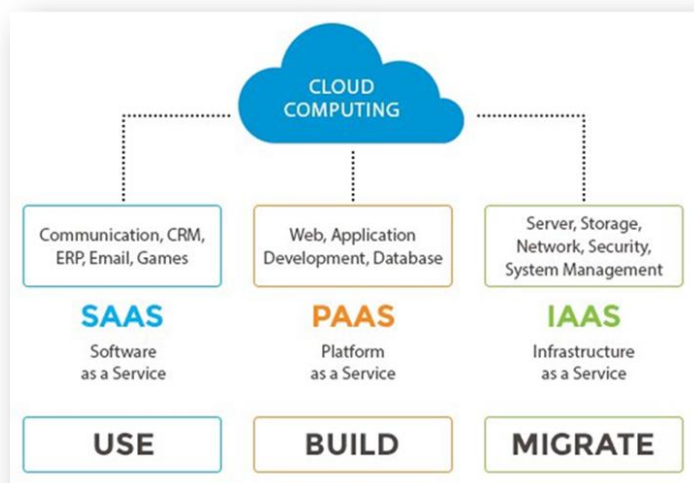 CLOUD
COMPUTING
Communication, CRM,
ERP, Email, Games
SAAS
Software
as a Service
USE
Web, Application
Development, Database
PAAS
Platform
as a Service
BUILD
Server, Storage,
Network, Security,
System Management
IAAS
Infrastructure
as a Service
MIGRATE